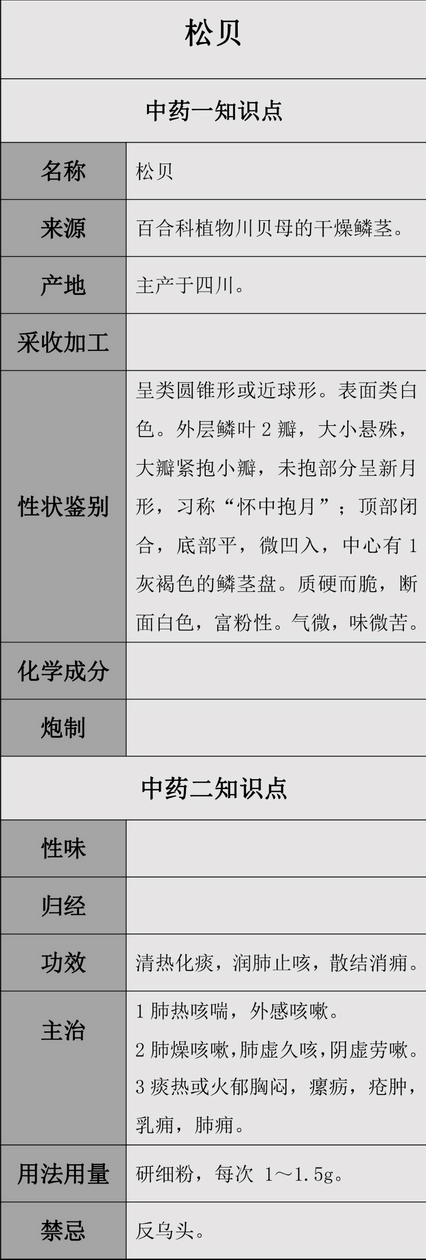 松贝
中药一知识点
名称
松贝
来源
百合科植物川贝母的干燥鳞茎。
产地
主产于四川。
采收加工
性状鉴别
呈类圆锥形或近球形。表面类白
色。外层鳞叶2瓣，大小悬殊，
大瓣紧抱小瓣，未抱部分呈新月
形，习称“怀中抱月”；顶部闭
合，底部平，微凹入，中心有1
灰褐色的鳞茎盘。质硬而脆，断
面白色，富粉性。气微，味微苦。
化学成分
炮制
中药二知识点
性味
归经
功效
清热化痰，润肺止咳，散结消痈。
主治
1肺热咳喘，外感咳嗽。
2肺燥咳嗽，肺虚久咳，阴虚劳嗽。
3痰热或火郁胸闷，瘰疬，疮肿，
乳痈，肺痈。
用法用量
研细粉，每次 1～1.5g。
禁忌
反乌头。